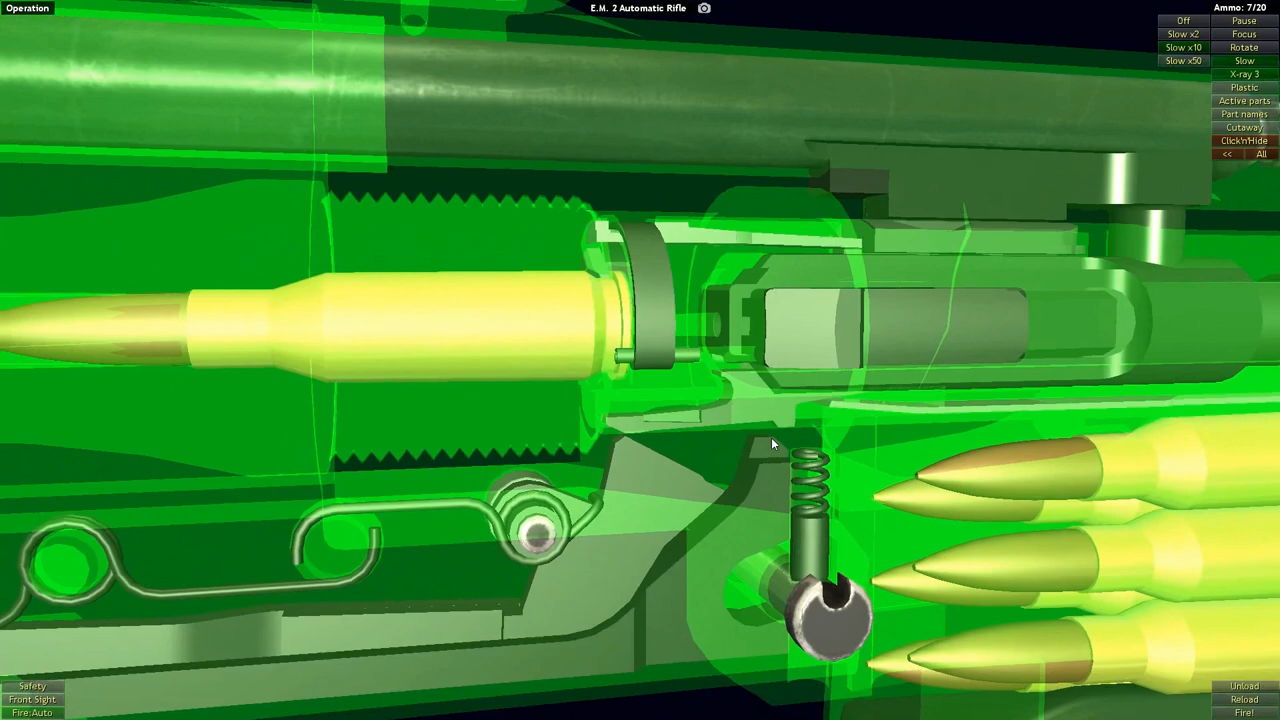 Operation
E.M. 2 Automatic Rifle
Ammo: 7/20
Off
Pause
Slow x2
Focus
Slow x10
Rotate
Slow x50
Slow
X-ray 3
Plastic
Active parts
Part names
Cutaway
Click'n'Hide
<<
All
Safety
Front Sight
Fire:Auto
Unload
Reload
Fire!